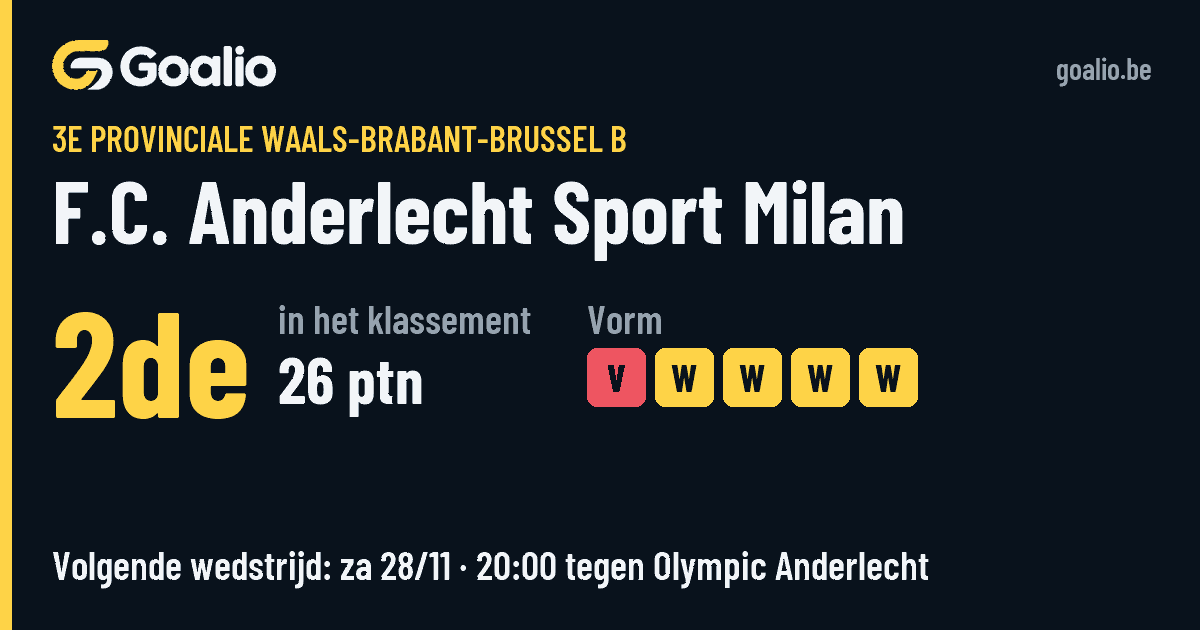 Goalio
goalio.be
3E PROVINCIALE WAALS-BRABANT-BRUSSEL B
F.C. Anderlecht Sport Milan
2de
in het klassement
26 ptn
Vorm
V W W W W
Volgende wedstrijd: za 28/11 · 20:00 tegen Olympic Anderlecht